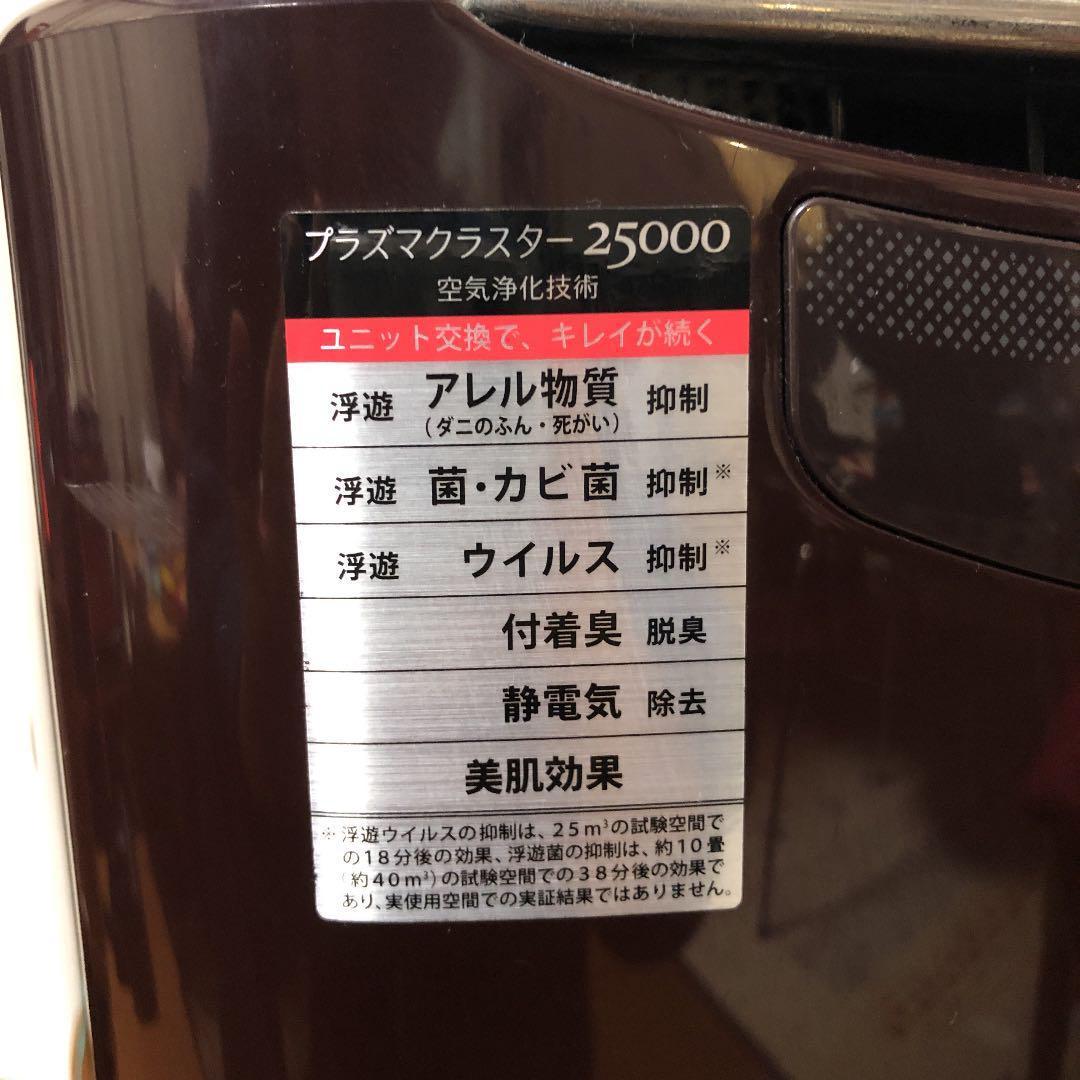 プラズマクラスター 25000
空気浄化技術
ユニット交換で、キレイが続く
浮遊 アレル物質 抑制
(ダニのふん・死がい)
浮遊 菌・カビ菌 抑制※
浮遊 ウイルス 抑制※
付着臭 脱臭
静電気 除去
美肌効果
※浮遊ウイルスの抑制は、25m³の試験空間で
の18分後の効果、浮遊菌の抑制は、約10畳
(約40m³)の試験空間での38分後の効果で
あり、実使用空間での実証結果ではありません。